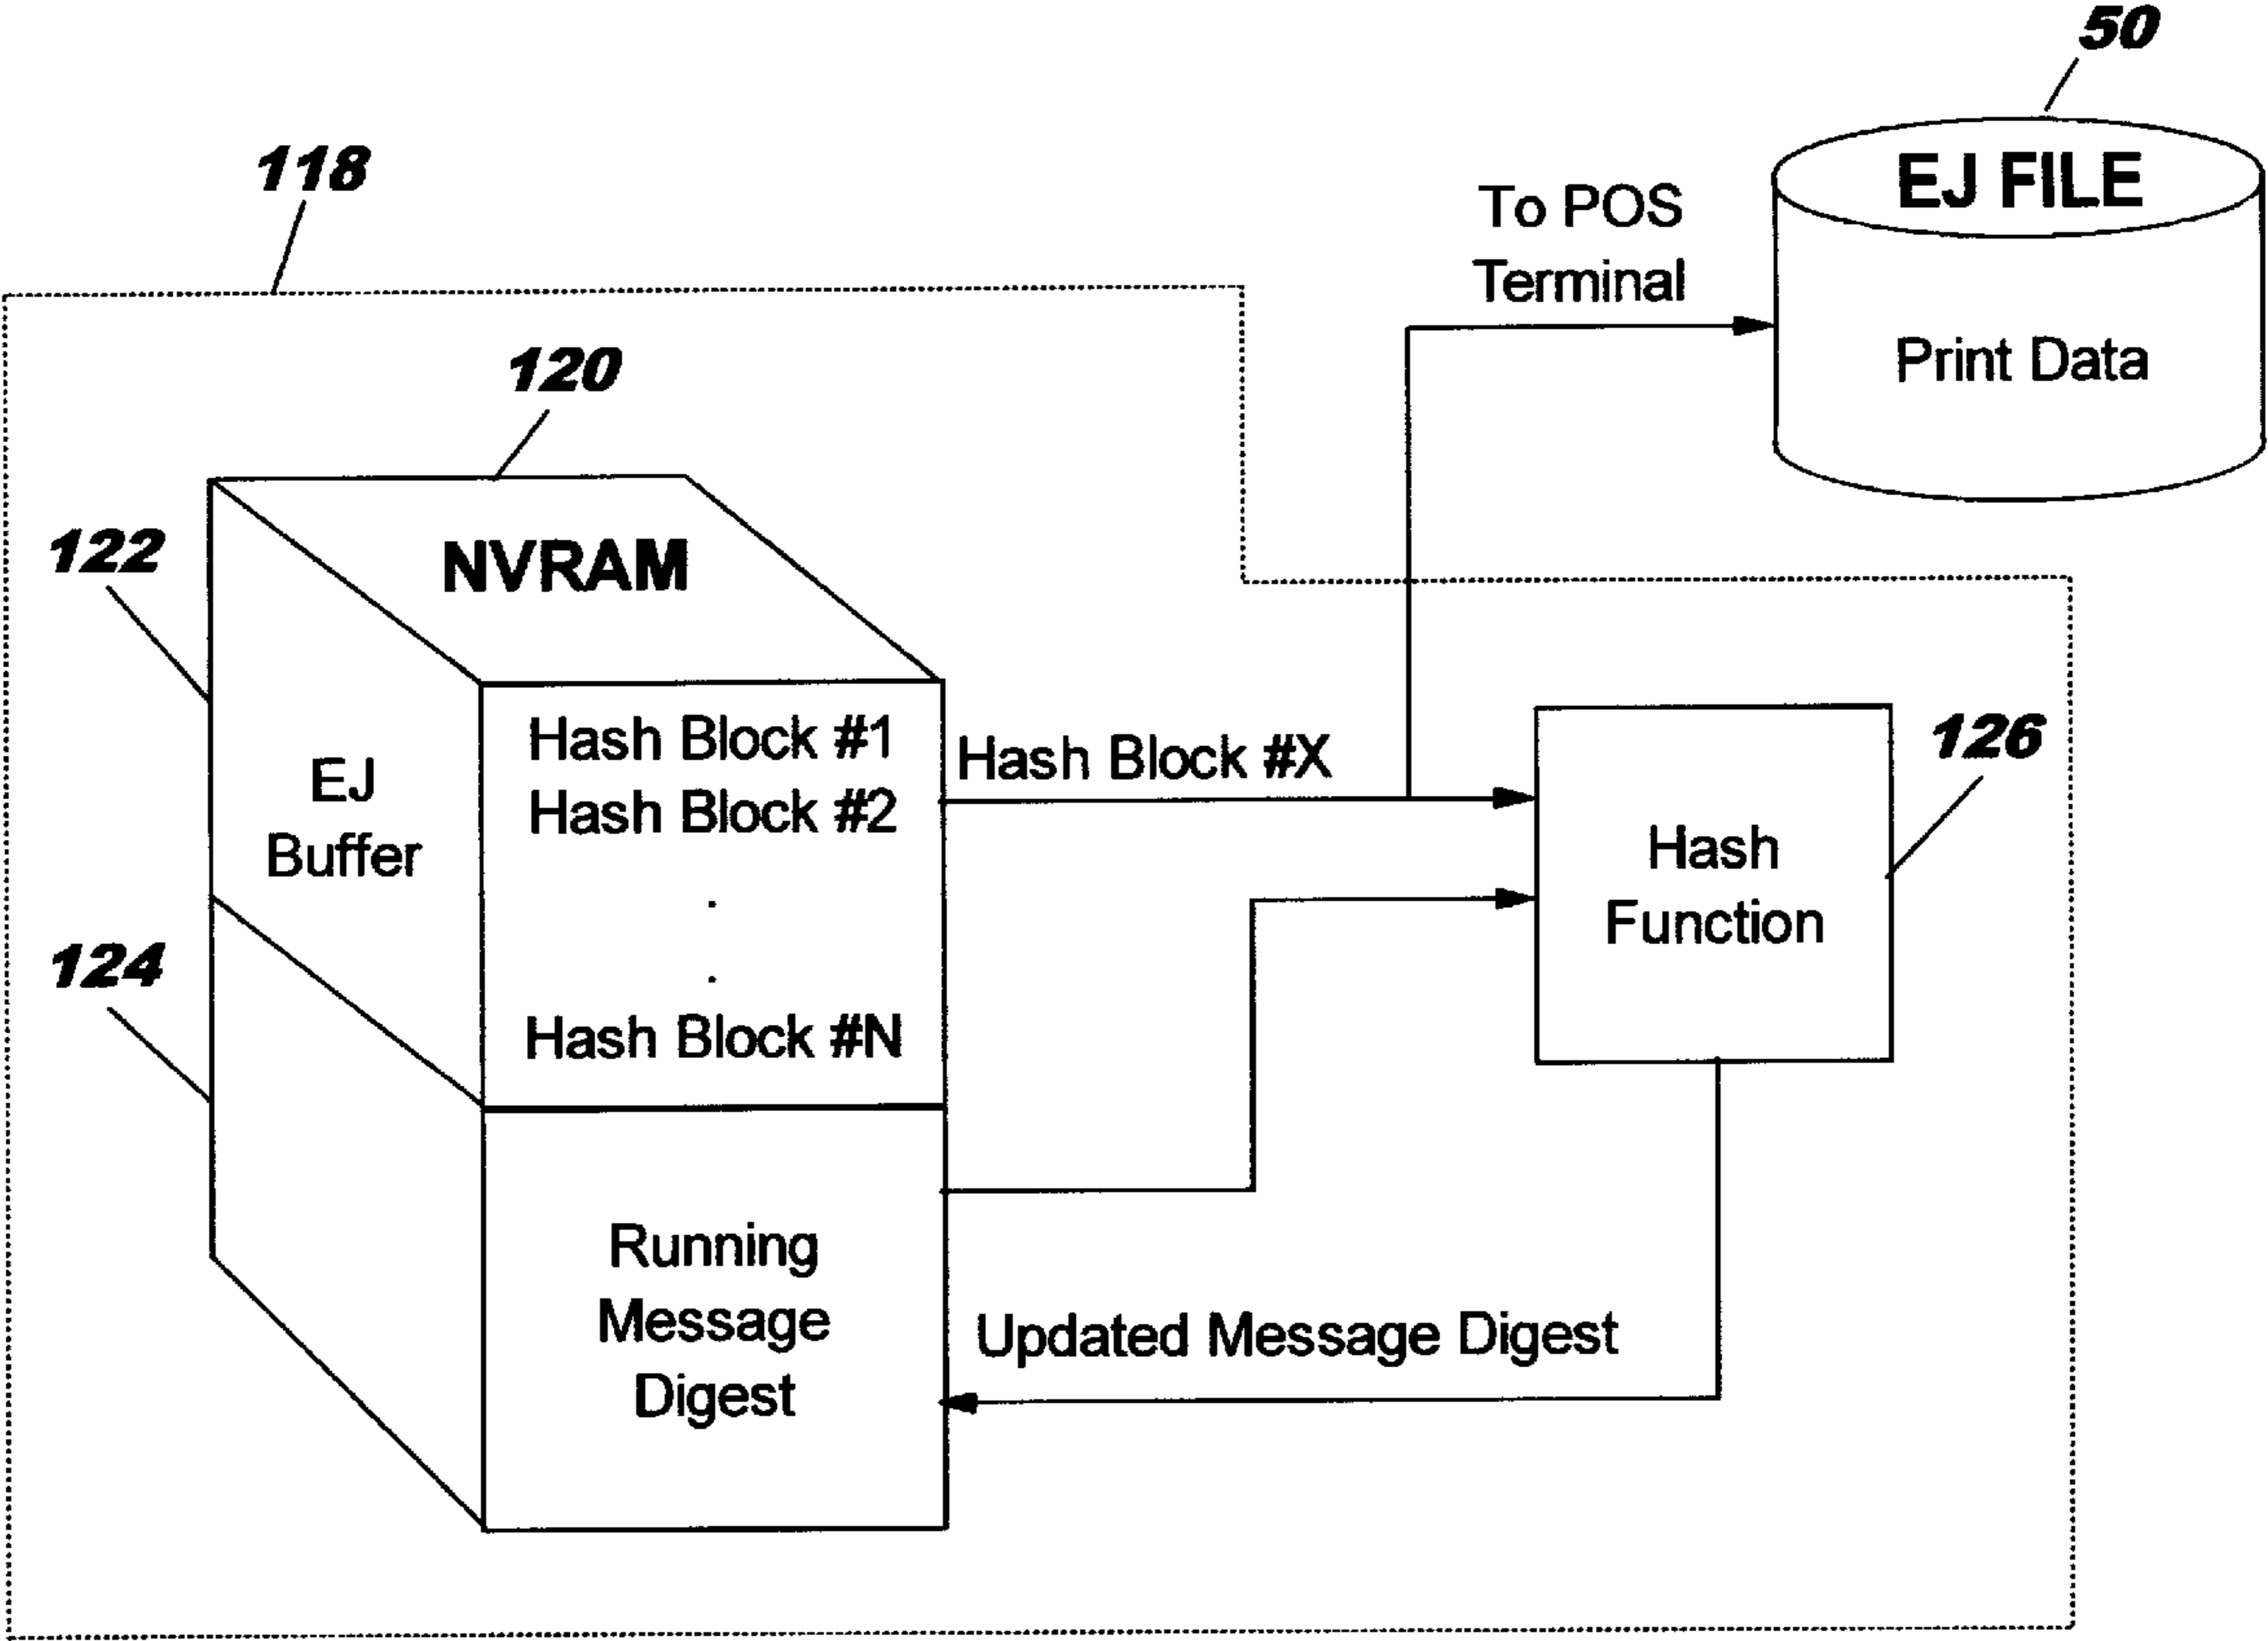 50
118
EJ FILE
To POS
Terminal
Print Data
120
122
NVRAM
Hash Block #1
Hash Block #2
.
.
Hash Block #N
EJ
Buffer
Hash Block #X
126
Hash
Function
124
Running
Message
Digest
Updated Message Digest